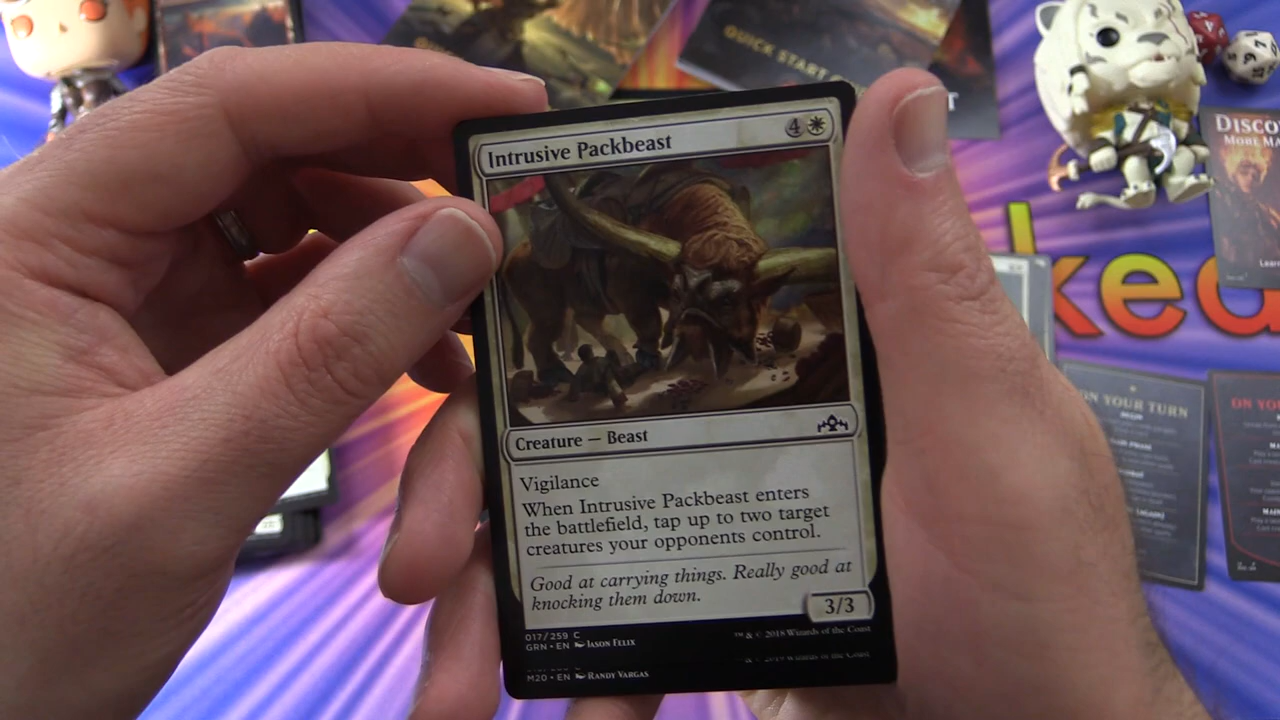 QUICK START
DISCO
MORE MA
Intrusive Packbeast
4
ked
Lear
Creature — Beast
ON YOUR TURN
ON YO
Vigilance
When Intrusive Packbeast enters
the battlefield, tap up to two target
creatures your opponents control.
Good at carrying things. Really good at
knocking them down.
3/3
017/259 C
GRN • EN JASON FELIX
™ & © 2018 Wizards of the Coast
M20 • EN RANDY VARGAS